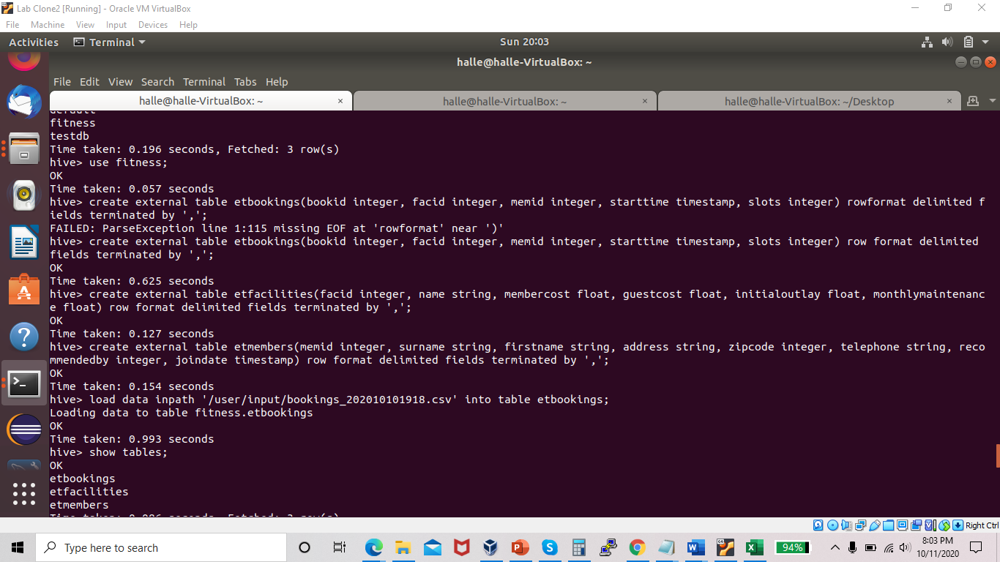 Lab Clone2 [Running] - Oracle VM VirtualBox
File Machine View Input Devices Help
Activities Terminal Sun 20:03
halle@halle-VirtualBox: ~
File Edit View Search Terminal Tabs Help
halle@halle-VirtualBox: ~ × halle@halle-VirtualBox: ~ × halle@halle-VirtualBox: ~/Desktop ×
default
fitness
testdb
Time taken: 0.196 seconds, Fetched: 3 row(s)
hive> use fitness;
OK
Time taken: 0.057 seconds
hive> create external table etbookings(bookid integer, facid integer, memid integer, starttime timestamp, slots integer) rowformat delimited f
ields terminated by ',';
FAILED: ParseException line 1:115 missing EOF at 'rowformat' near ')'
hive> create external table etbookings(bookid integer, facid integer, memid integer, starttime timestamp, slots integer) row format delimited
fields terminated by ',';
OK
Time taken: 0.625 seconds
hive> create external table etfacilities(facid integer, name string, membercost float, guestcost float, initialoutlay float, monthlymaintenanc
e float) row format delimited fields terminated by ',';
OK
Time taken: 0.127 seconds
hive> create external table etmembers(memid integer, surname string, firstname string, address string, zipcode integer, telephone string, reco
mmendedby integer, joindate timestamp) row format delimited fields terminated by ',';
OK
Time taken: 0.154 seconds
hive> load data inpath '/user/input/bookings_202010101918.csv' into table etbookings;
Loading data to table fitness.etbookings
OK
Time taken: 0.993 seconds
hive> show tables;
OK
etbookings
etfacilities
etmembers
Time taken: 0.086 seconds, Fetched: 3 row(s)
Right Ctrl
Type here to search
94%
8:03 PM
10/11/2020